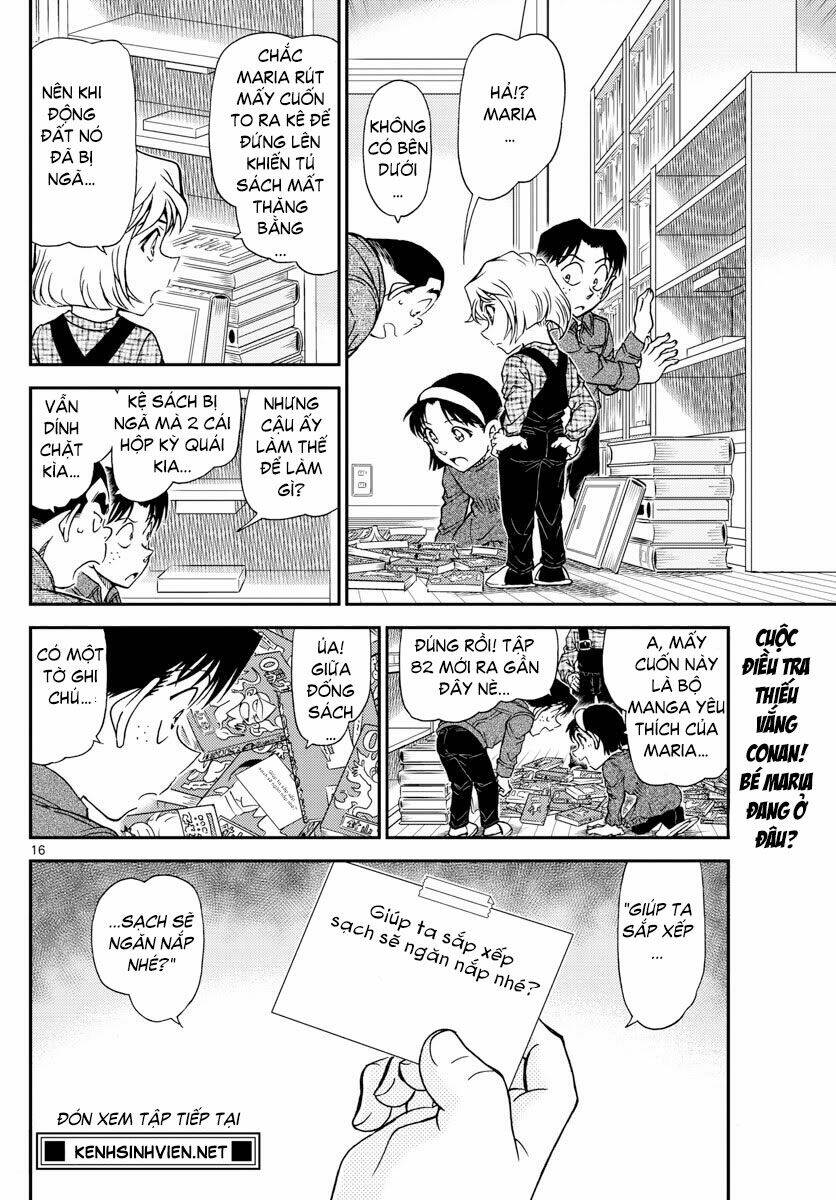 HẢ!?
MARIA
...
KHÔNG
CÓ BÊN
DƯỚI
...
CHẮC
MARIA RÚT
MẤY CUỐN
TO RA KÊ ĐỂ
ĐỨNG LÊN
KHIẾN TỦ
SÁCH MẤT
THĂNG
BẰNG
...
NÊN KHI
ĐỘNG
ĐẤT NÓ
ĐÃ BỊ
NGÃ...
NHƯNG
CẬU ẤY
LÀM THẾ
ĐỂ LÀM
GÌ?
KỆ SÁCH BỊ
NGÃ MÀ 2 CÁI
HỘP KỲ QUÁI
KIA...
VẪN
DÍNH
CHẶT
KÌA...
A, MẤY
CUỐN NÀY
LÀ BỘ
MANGA YÊU
THÍCH CỦA
MARIA...
ĐÚNG RỒI! TẬP
82 MỚI RA GẦN
ĐÂY NÈ...
ỦA!
GIỮA
ĐỐNG
SÁCH
...
CÓ MỘT
TỜ GHI
CHÚ...
CUỘC
ĐIỀU TRA
THIẾU
VẮNG
CONAN!
BÉ MARIA
ĐANG Ở
ĐÂU?
16
"GIÚP TA
SẮP XẾP
...
Giúp ta sắp xếp
sạch sẽ ngăn nắp nhé?
...SẠCH SẼ
NGĂN NẮP
NHÉ?"
ĐÓN XEM TẬP TIẾP TẠI
KENHSINHVIEN.NET